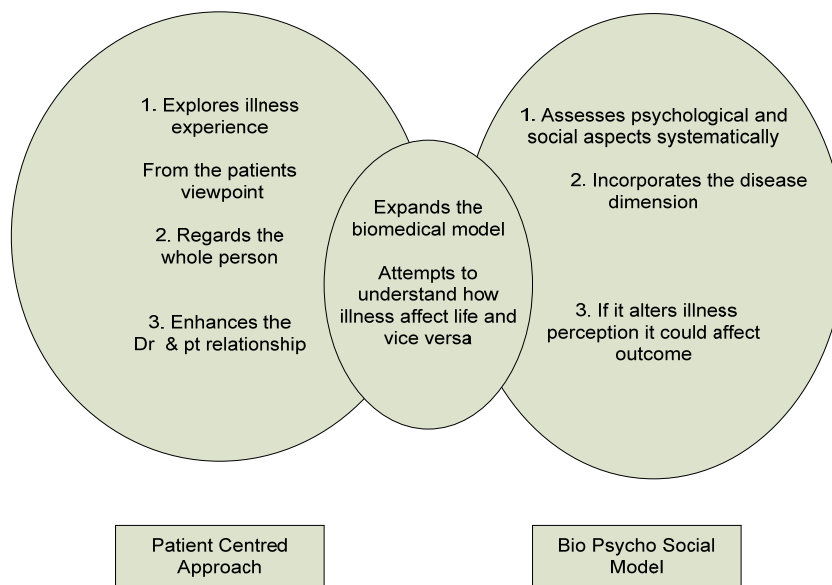 1. Explores illness
experience
From the patients
viewpoint
2. Regards the
whole person
3. Enhances the
Dr & pt relationship
Expands the
biomedical model
Attempts to
understand how
illness affect life and
vice versa
1. Assesses psychological and
social aspects systematically
2. Incorporates the disease
dimension
3. If it alters illness
perception it could affect
outcome
Patient Centred
Approach
Bio Psycho Social
Model